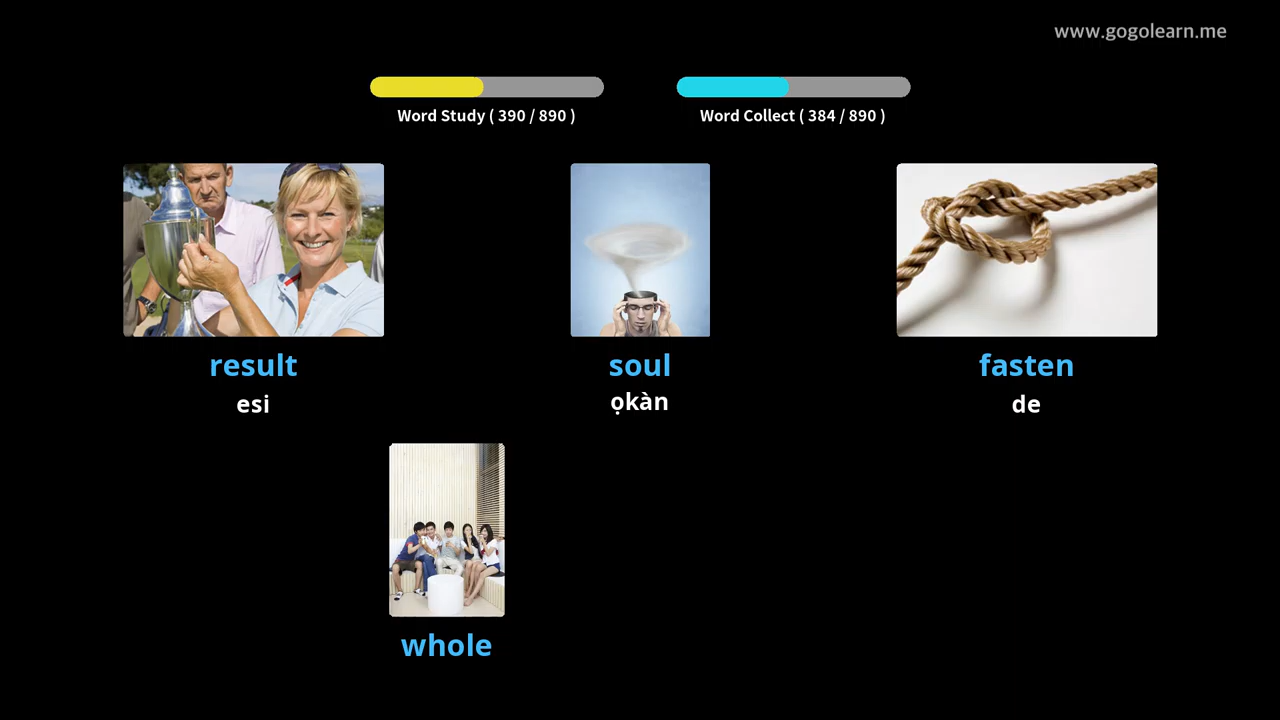 www.gogolearn.me
Word Study ( 390 / 890 )
Word Collect ( 384 / 890 )
result
soul
fasten
esi
ọkàn
de
whole